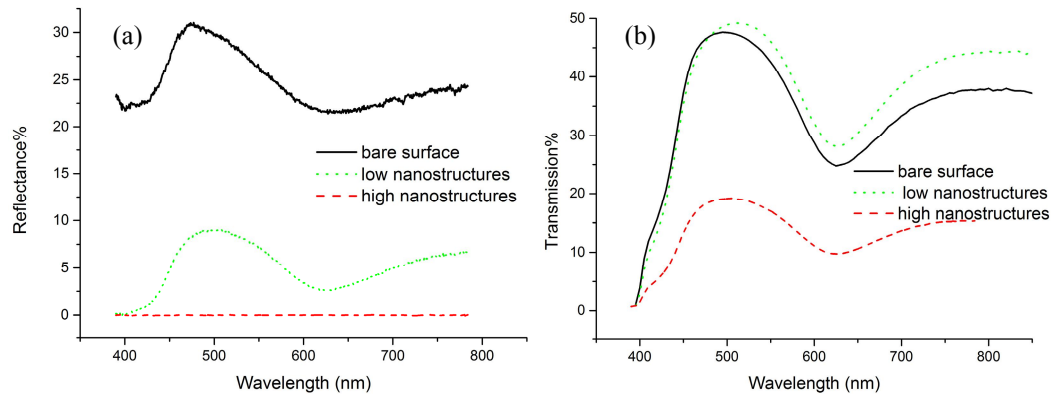 (a)
Reflectance%
30
25
20
15
10
5
0
bare surface
low nanostructures
high nanostructures
400 500 600 700 800
Wavelength (nm)
(b)
Transmission%
50
40
30
20
10
0
bare surface
low nanostructures
high nanostructures
400 500 600 700 800
Wavelength (nm)